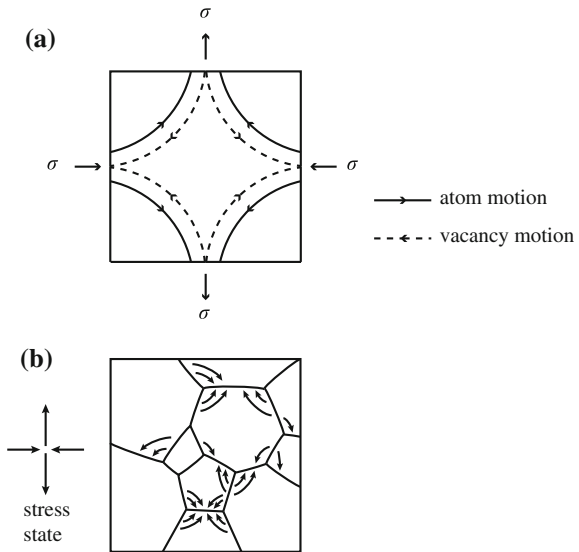 (a)
σ
σ
σ
σ
atom motion
vacancy motion
(b)
stress
state